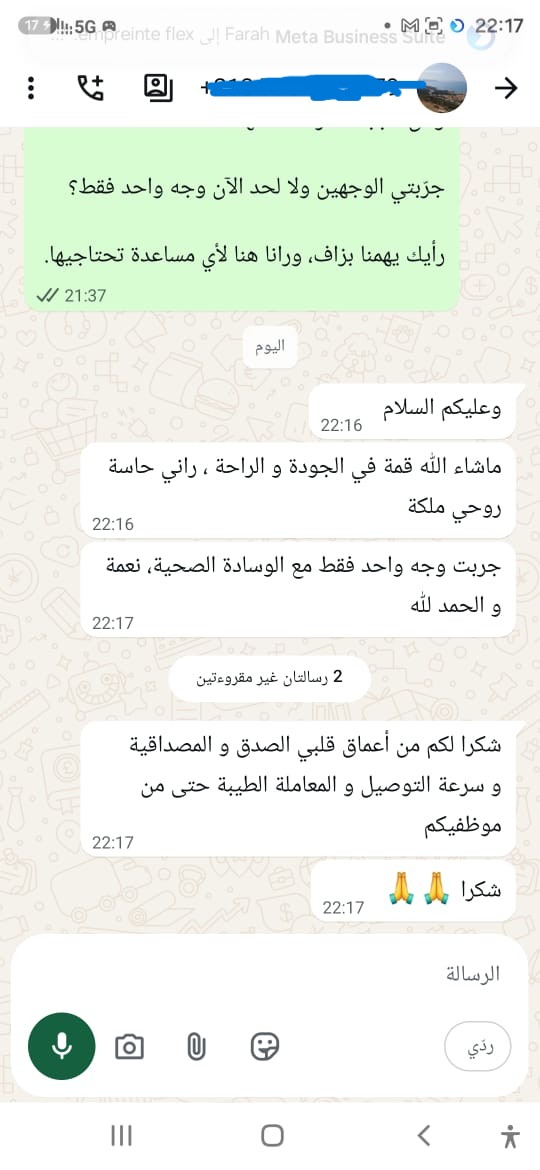 22:17
5G
17
empreinte flex إلى Farah Meta Business Suite
جرّبتي الوجهين ولا لحد الآن وجه واحد فقط؟
رأيك يهمنا بزاف، ورانا هنا لأي مساعدة تحتاجيها.
21:37
اليوم
وعليكم السلام
22:16
ماشاء الله قمة في الجودة و الراحة ، راني حاسة
روحي ملكة
22:16
جربت وجه واحد فقط مع الوسادة الصحية، نعمة
و الحمد لله
22:17
2 رسالتان غير مقروءتين
شكرا لكم من أعماق قلبي الصدق و المصداقية
و سرعة التوصيل و المعاملة الطيبة حتى من
موظفيكم
22:17
شكرا 🙏 🙏
22:17
الرسالة
ردّي